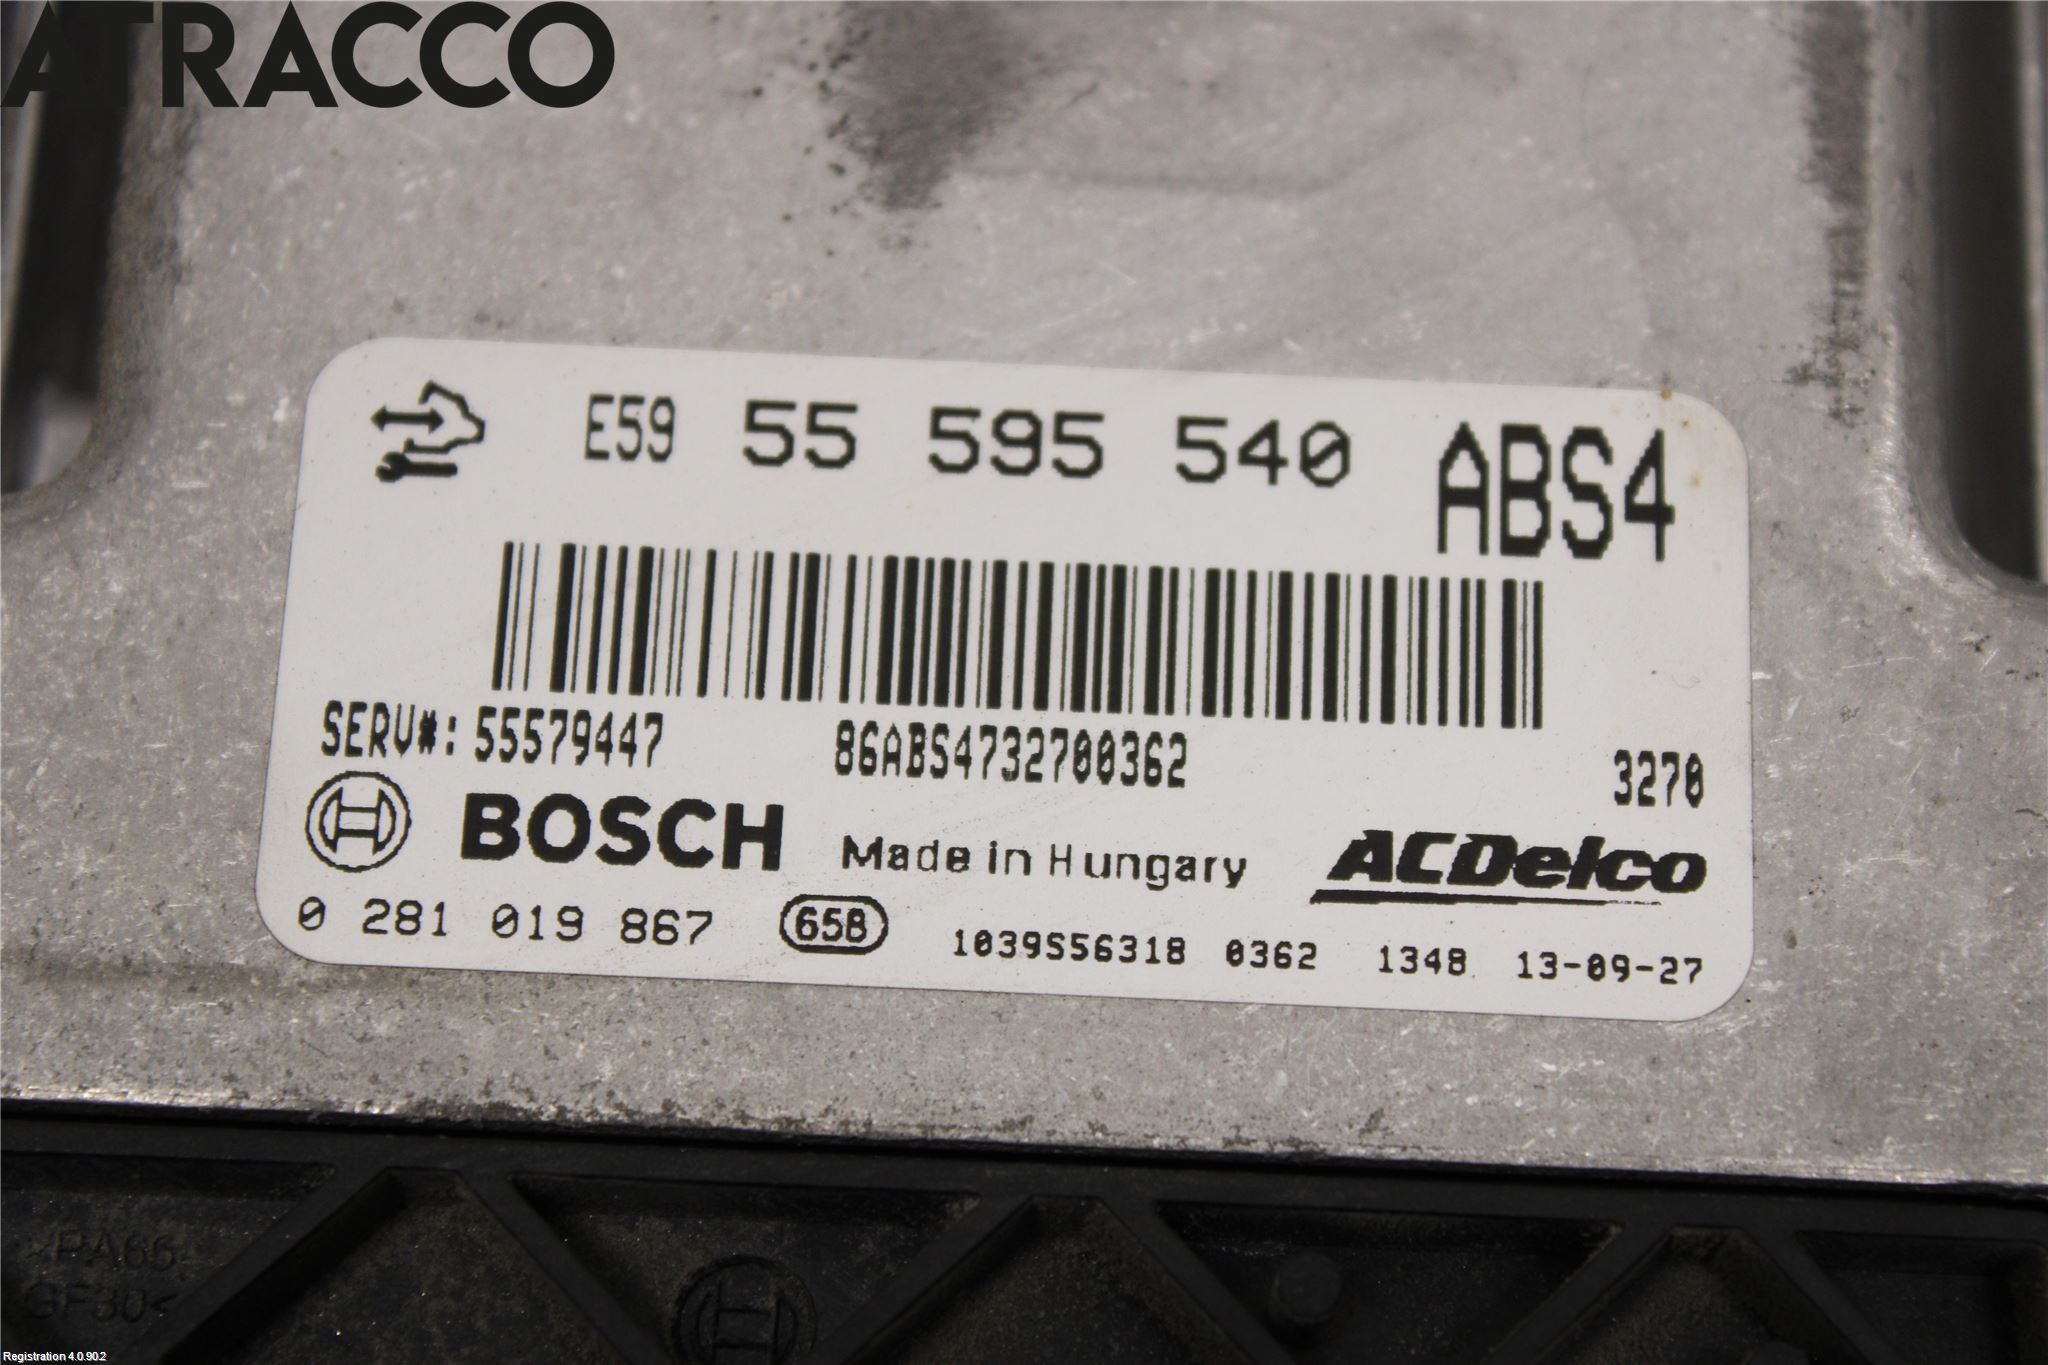 ATRACCO
E59 55 595 540 ABS4
SERV#: 55579447 86ABS4732700362 3270
BOSCH Made in Hungary ACDelco
0 281 019 867 65B 1039S56318 0362 1348 13-09-27
>PA66-
GF30<
Registration 4.0.90.2